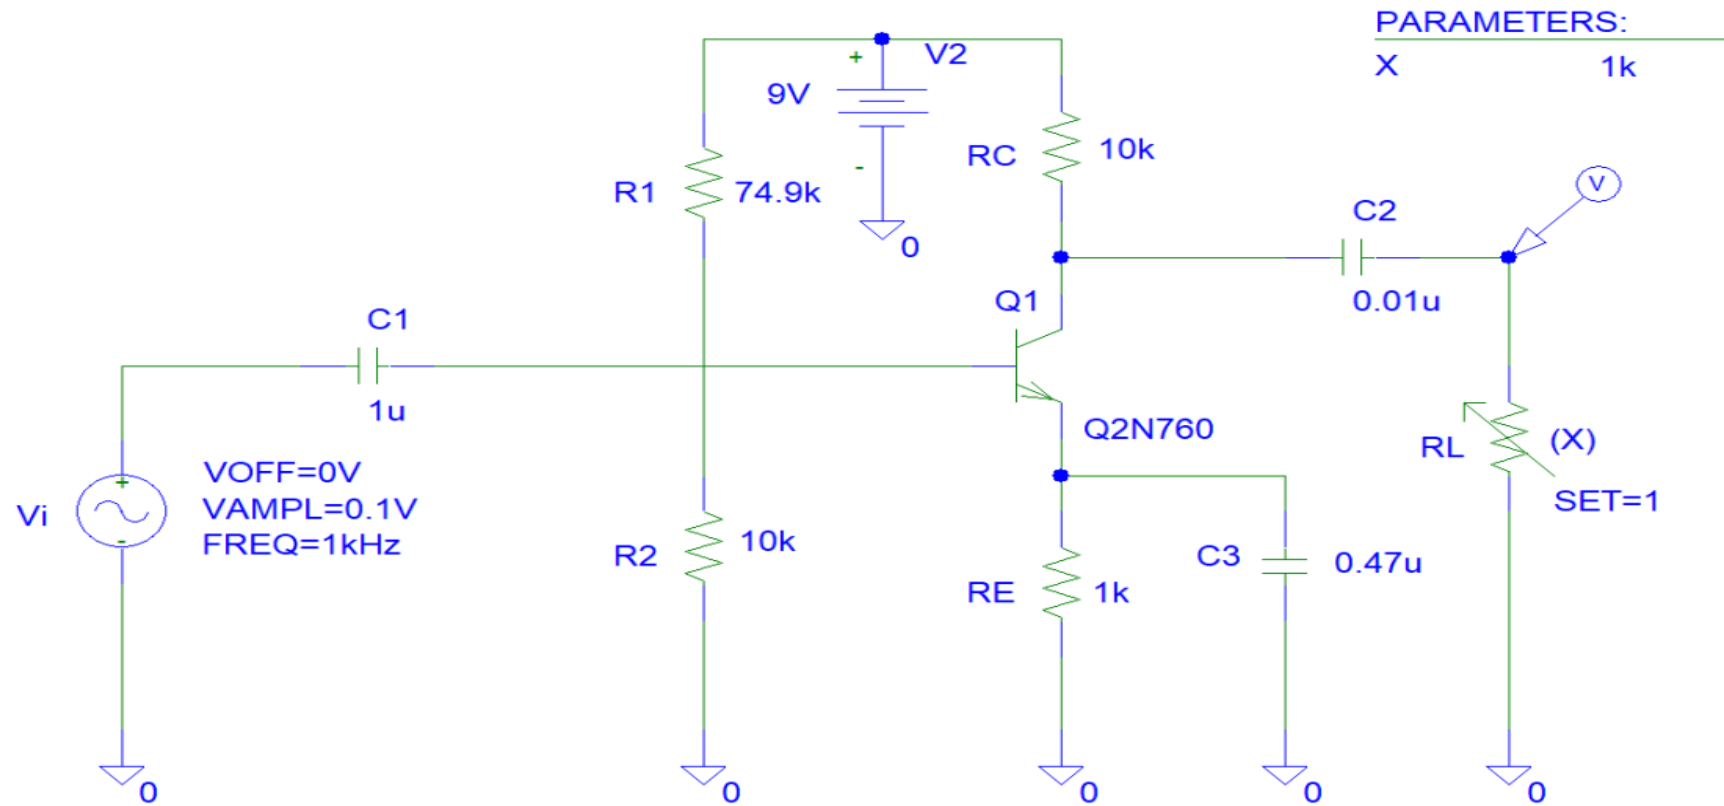 PARAMETERS:
X 1k
+ V2
9V
-
0
RC 10k
R1 74.9k
V
C2
0.01u
Q1
C1
1u
Q2N760
RL (X)
SET=1
VOFF=0V
VAMPL=0.1V
FREQ=1kHz
Vi
+
-
R2 10k
RE 1k
C3 0.47u
0
0
0
0
0